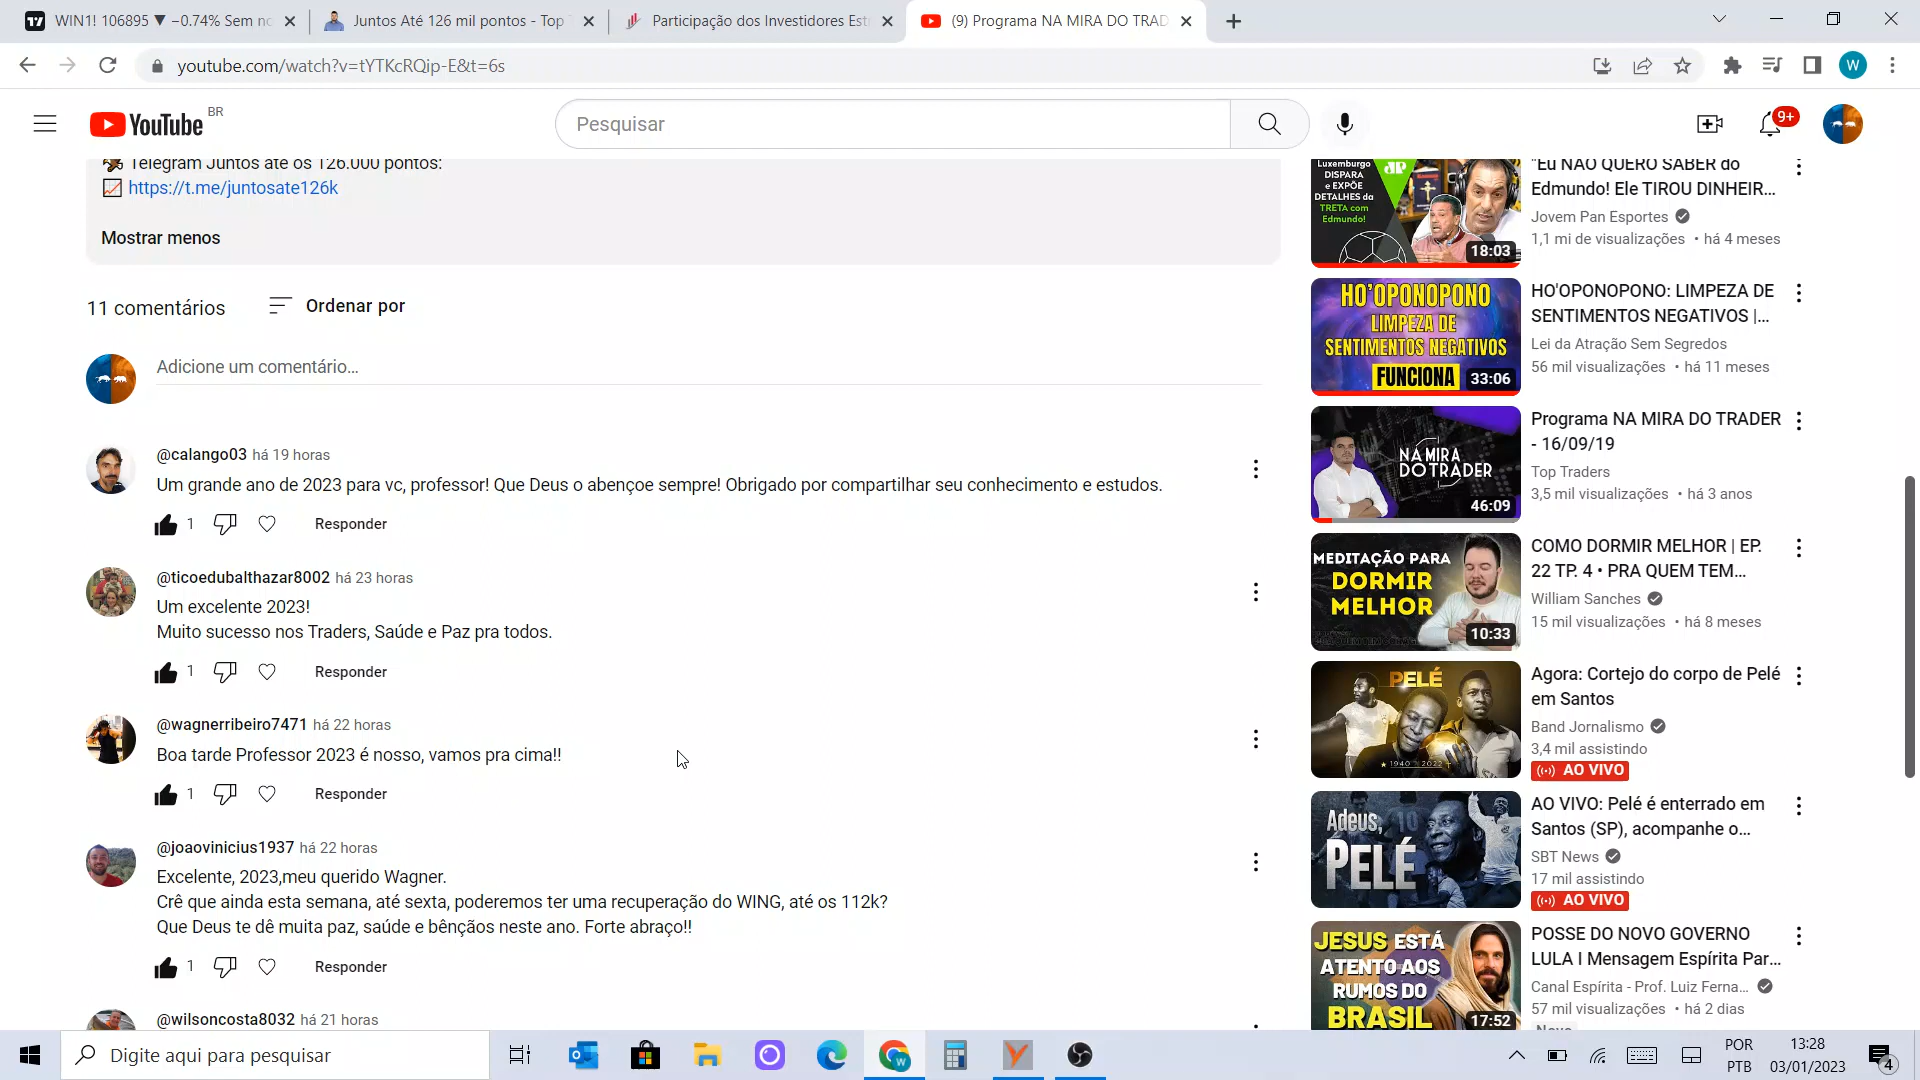 WIN1! 106895 ▼ −0.74% Sem no
Juntos Até 126 mil pontos - Top
Participação dos Investidores Est
(9) Programa NA MIRA DO TRAD
youtube.com/watch?v=tYTKcRQip-E&t=6s
W
YouTube BR
Pesquisar
9+
Telegram Juntos até os 126.000 pontos:
https://t.me/juntosate126k
Mostrar menos
11 comentários
Ordenar por
Adicione um comentário...
@calango03 há 19 horas
Um grande ano de 2023 para vc, professor! Que Deus o abençoe sempre! Obrigado por compartilhar seu conhecimento e estudos.
1
Responder
@ticoedubalthazar8002 há 23 horas
Um excelente 2023!
Muito sucesso nos Traders, Saúde e Paz pra todos.
1
Responder
@wagnerribeiro7471 há 22 horas
Boa tarde Professor 2023 é nosso, vamos pra cima!!
1
Responder
@joaovinicius1937 há 22 horas
Excelente, 2023,meu querido Wagner.
Crê que ainda esta semana, até sexta, poderemos ter uma recuperação do WING, até os 112k?
Que Deus te dê muita paz, saúde e bênçãos neste ano. Forte abraço!!
1
Responder
@wilsoncosta8032 há 21 horas
Luxemburgo
DISPARA
e EXPÕE
DETALHES da
TRETA com
Edmundo!
JP
18:03
"Eu NÃO QUERO SABER do
Edmundo! Ele TIROU DINHEIR...
Jovem Pan Esportes
1,1 mi de visualizações • há 4 meses
HO'OPONOPONO
LIMPEZA DE
SENTIMENTOS NEGATIVOS
FUNCIONA
33:06
HO'OPONOPONO: LIMPEZA DE
SENTIMENTOS NEGATIVOS |...
Lei da Atração Sem Segredos
56 mil visualizações • há 11 meses
NA MIRA
DO TRADER
46:09
Programa NA MIRA DO TRADER
- 16/09/19
Top Traders
3,5 mil visualizações • há 3 anos
MEDITAÇÃO PARA
DORMIR
MELHOR
10:33
COMO DORMIR MELHOR | EP.
22 TP. 4 • PRA QUEM TEM...
William Sanches
15 mil visualizações • há 8 meses
PELÉ
★ 1940 2022 ✝
Agora: Cortejo do corpo de Pelé
em Santos
Band Jornalismo
3,4 mil assistindo
AO VIVO
Adeus,
10
PELÉ
AO VIVO: Pelé é enterrado em
Santos (SP), acompanhe o...
SBT News
17 mil assistindo
AO VIVO
JESUS ESTÁ
ATENTO AOS
RUMOS DO
BRASIL
17:52
POSSE DO NOVO GOVERNO
LULA I Mensagem Espírita Par...
Canal Espírita - Prof. Luiz Ferna...
57 mil visualizações • há 2 dias
Novo
Digite aqui para pesquisar
POR
PTB
13:28
03/01/2023
4